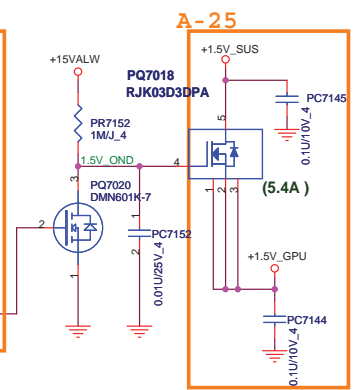 A-25
+15VALW
+1.5V_SUS
PQ7018
RJK03D3DPA
PC7145
0.1U/10V_4
PR7152
1M/J_4
5
1.5V_OND
4
3
PQ7020
DMN601K-7
2
1
1
2
3
(5.4A )
1
PC7152
2
0.01U/25V_4
+1.5V_GPU
PC7144
0.1U/10V_4